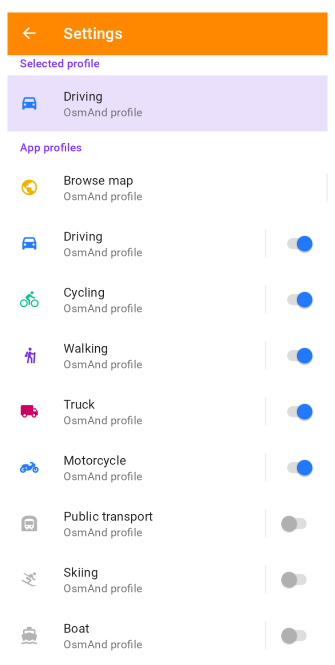 Settings
Selected profile
Driving
OsmAnd profile
App profiles
Browse map
OsmAnd profile
Driving
OsmAnd profile
Cycling
OsmAnd profile
Walking
OsmAnd profile
Truck
OsmAnd profile
Motorcycle
OsmAnd profile
Public transport
OsmAnd profile
Skiing
OsmAnd profile
Boat
OsmAnd profile